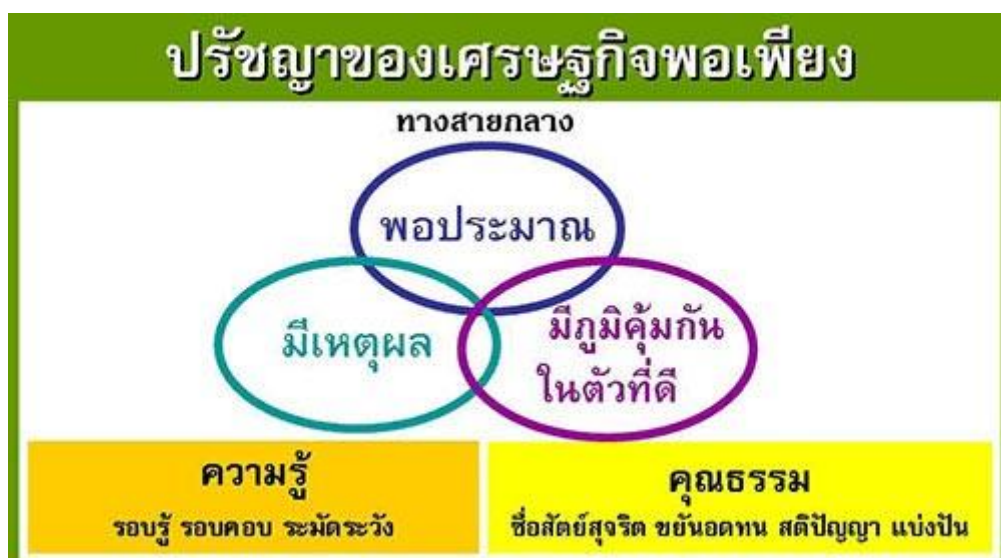 ปรัชญาของเศรษฐกิจพอเพียง
ทางสายกลาง
พอประมาณ
มีเหตุผล
มีภูมิคุ้มกัน
ในตัวที่ดี
ความรู้
รอบรู้ รอบคอบ ระมัดระวัง
คุณธรรม
ซื่อสัตย์สุจริต ขยันอดทน สติปัญญา แบ่งปัน